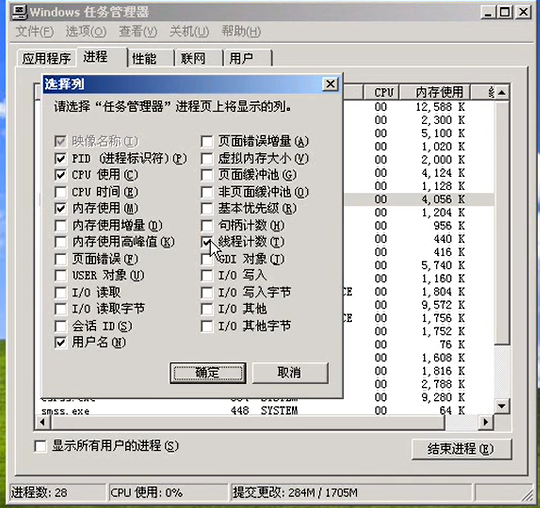 Windows 任务管理器
文件(F) 选项(O) 查看(V) 关机(U) 帮助(H)
应用程序 进程 性能 联网 用户
选择列
请选择“任务管理器”进程页上将显示的列。
映像名称(I) 页面错误增量(A)
PID (进程标识符)(P) 虚拟内存大小(V)
CPU 使用(C) 页面缓冲池(G)
CPU 时间(E) 非页面缓冲池(O)
内存使用(M) 基本优先级(R)
内存使用增量(D) 句柄计数(H)
内存使用高峰值(K) 线程计数(T)
页面错误(F) GDI 对象(J)
USER 对象(U) I/O 写入
I/O 读取 I/O 写入字节
I/O 读取字节 I/O 其他
会话 ID(S) I/O 其他字节
用户名(N)
确定 取消
CPU 内存使用
00 12,588 K
00 2,300 K
00 5,100 K
00 1,020 K
00 2,000 K
00 4,124 K
00 1,128 K
00 4,056 K
00 1,204 K
00 956 K
00 440 K
00 416 K
00 5,740 K
00 1,160 K
CE 00 1,804 K
00 9,572 K
CE 00 1,756 K
00 1,752 K
00 76 K
00 1,608 K
00 1,816 K
00 2,788 K
00 9,280 K
smss.exe 448 SYSTEM 00 64 K
显示所有用户的进程(S) 结束进程(E)
进程数: 28 CPU 使用: 0% 提交更改: 284M / 1705M